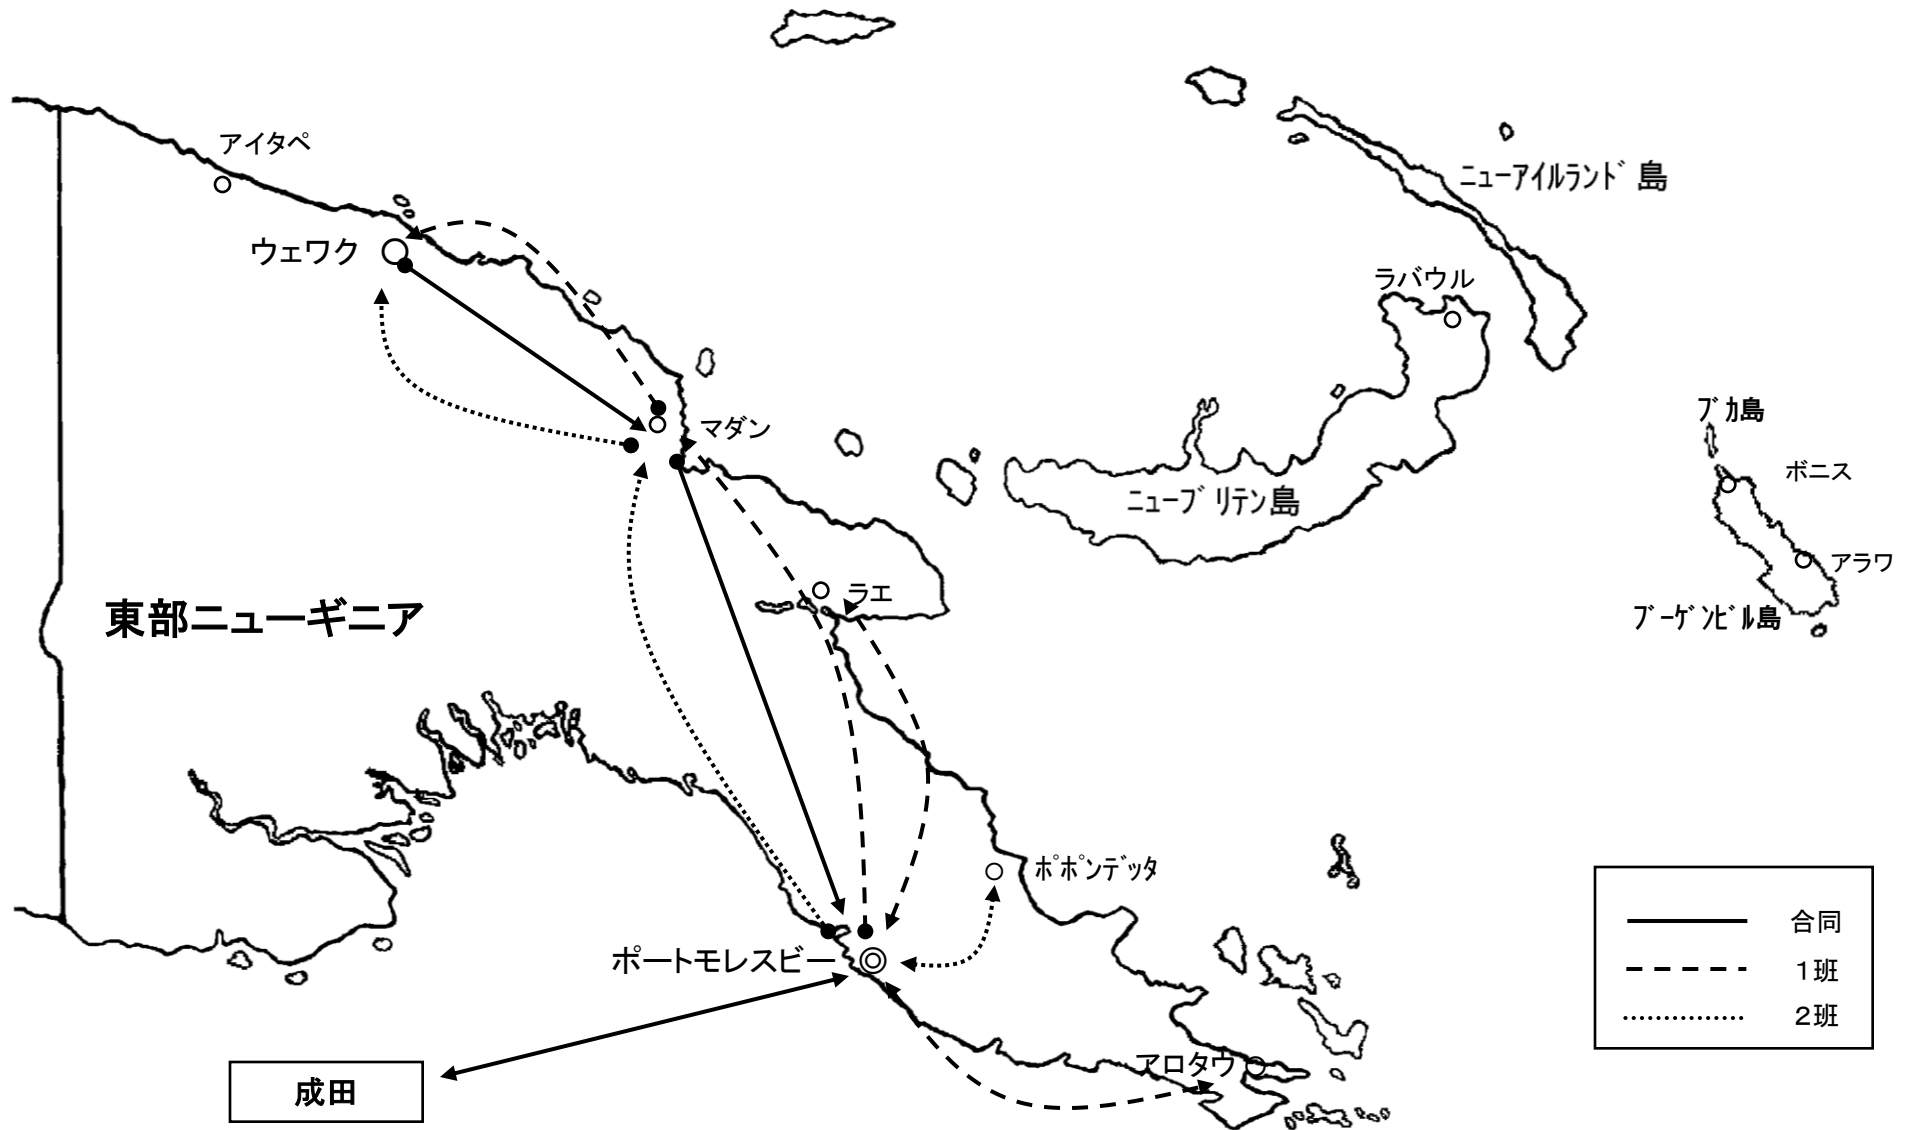 アイタペ
ニューアイルランド島
ウェワク
ラバウル
マダン
ブカ島
ボニス
ニューブリテン島
アラワ
ラエ
東部ニューギニア
ブーゲンビル島
ポポンデッタ
ポートモレスビー
合同
1班
2班
アロタウ
成田